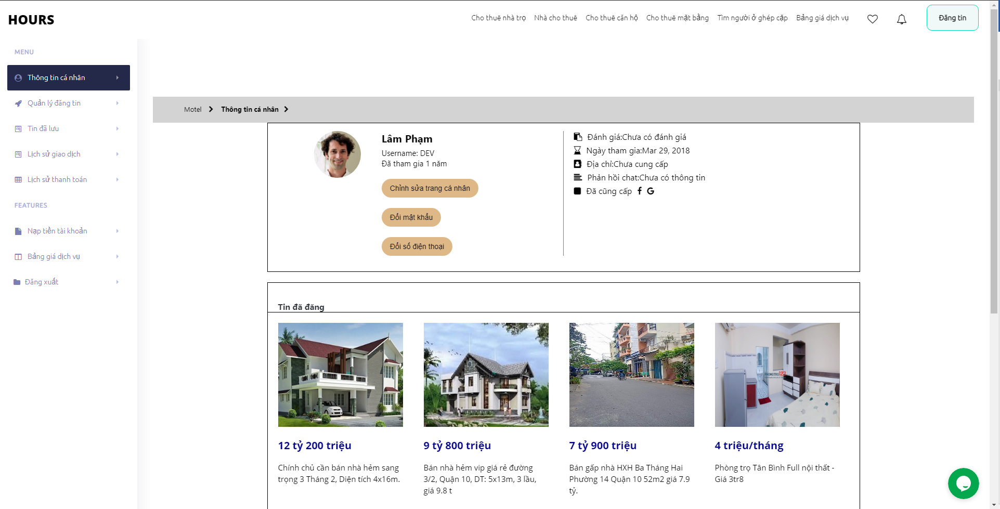 HOURS
Cho thuê nhà trọ
Nhà cho thuê
Cho thuê căn hộ
Cho thuê mặt bằng
Tìm người ở ghép cặp
Bảng giá dịch vụ
Đăng tin
MENU
Thông tin cá nhân
Quản lý đăng tin
Tin đã lưu
Lịch sử giao dịch
Lịch sử thanh toán
FEATURES
Nạp tiền tài khoản
Bảng giá dịch vụ
Đăng xuất
Motel
Thông tin cá nhân
Lâm Phạm
Username: DEV
Đã tham gia 1 năm
Chỉnh sửa trang cá nhân
Đổi mật khẩu
Đổi số điện thoại
Đánh giá:Chưa có đánh giá
Ngày tham gia:Mar 29, 2018
Địa chỉ:Chưa cung cấp
Phản hồi chat:Chưa có thông tin
Đã cũng cấp
Tin đã đăng
PHONGTRO123
12 tỷ 200 triệu
Chính chủ cần bán nhà hẻm sang
trọng 3 Tháng 2, Diện tích 4x16m.
9 tỷ 800 triệu
Bán nhà hẻm vip giá rẻ đường
3/2, Quận 10, DT: 5x13m, 3 lầu,
giá 9.8 t
7 tỷ 900 triệu
Bán gấp nhà HXH Ba Tháng Hai
Phường 14 Quận 10 52m2 giá 7.9
tỷ.
4 triệu/tháng
Phòng trọ Tân Bình Full nội thất -
Giá 3tr8